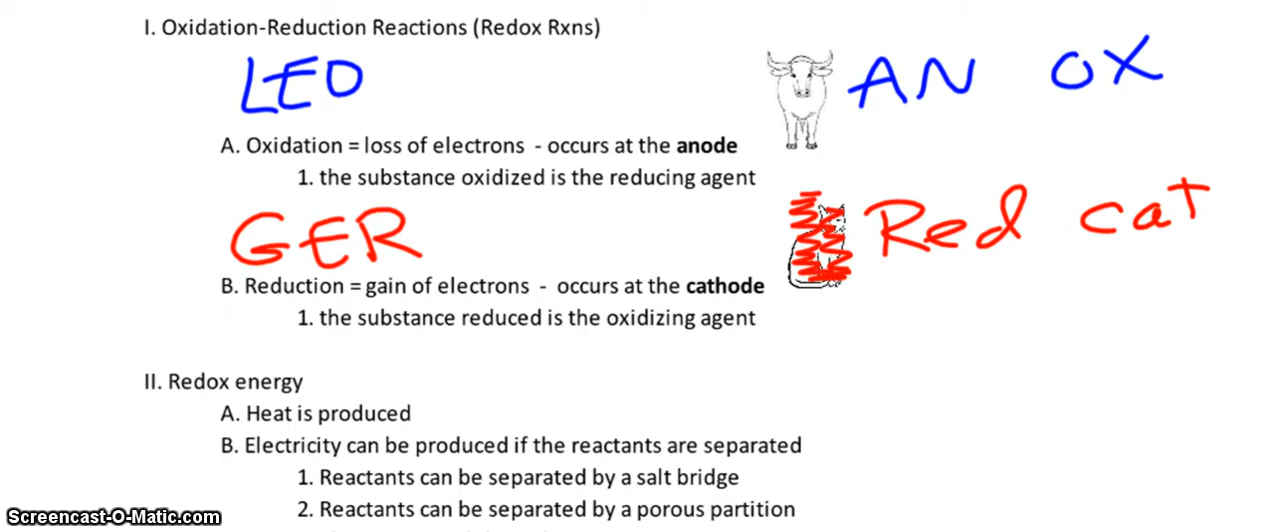 I. Oxidation-Reduction Reactions (Redox Rxns)
LEO
AN OX
A. Oxidation = loss of electrons - occurs at the anode
1. the substance oxidized is the reducing agent
GER
Red cat
B. Reduction = gain of electrons - occurs at the cathode
1. the substance reduced is the oxidizing agent
II. Redox energy
A. Heat is produced
B. Electricity can be produced if the reactants are separated
1. Reactants can be separated by a salt bridge
2. Reactants can be separated by a porous partition
Screencast-O-Matic.com